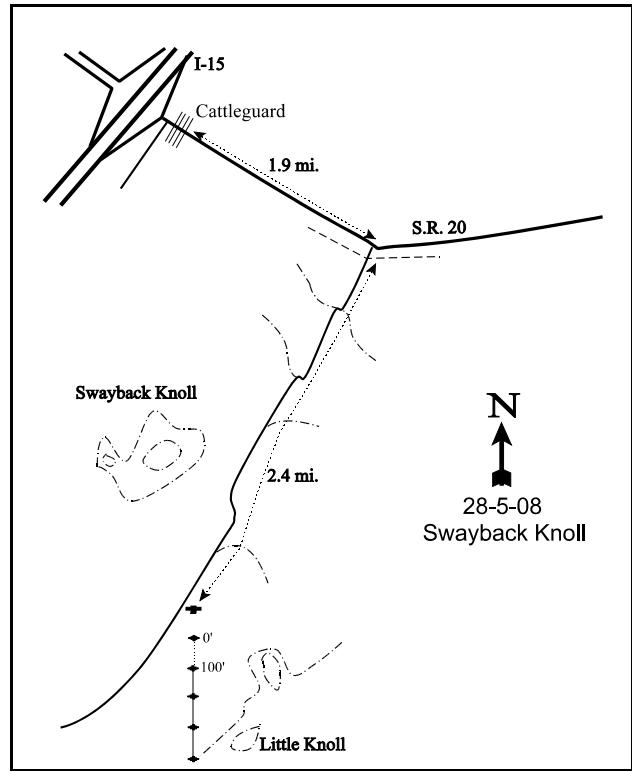 I-15
Cattleguard
1.9 mi.
S.R. 20
Swayback Knoll
N
2.4 mi.
28-5-08
Swayback Knoll
0'
100'
Little Knoll